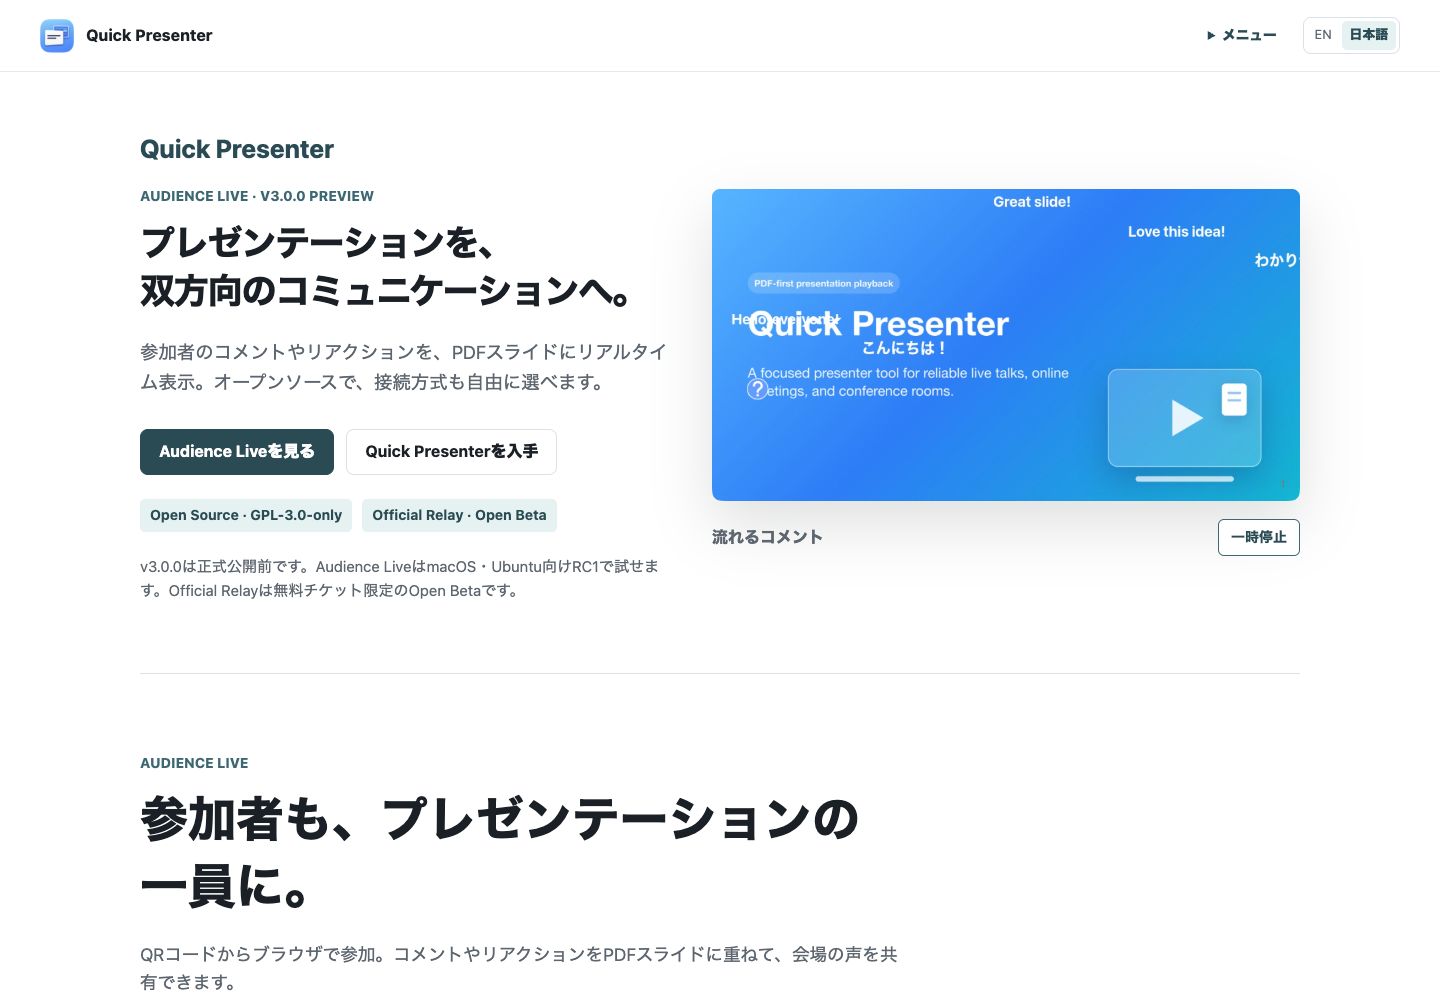 Quick Presenter
メニュー
EN
日本語
Quick Presenter
AUDIENCE LIVE · V3.0.0 PREVIEW
プレゼンテーションを、
双方向のコミュニケーションへ。
参加者のコメントやリアクションを、PDFスライドにリアルタイ
ム表示。オープンソースで、接続方式も自由に選べます。
Audience Liveを見る
Quick Presenterを入手
Open Source · GPL-3.0-only
Official Relay · Open Beta
v3.0.0は正式公開前です。Audience LiveはmacOS・Ubuntu向けRC1で試せま
す。Official Relayは無料チケット限定のOpen Betaです。
Great slide!
Love this idea!
わかり
PDF-first presentation playback
Hello everyone!
Quick Presenter
こんにちは！
A focused presenter tool for reliable live talks, online
?
etings, and conference rooms.
流れるコメント
一時停止
AUDIENCE LIVE
参加者も、プレゼンテーションの
一員に。
QRコードからブラウザで参加。コメントやリアクションをPDFスライドに重ねて、会場の声を共
有できます。